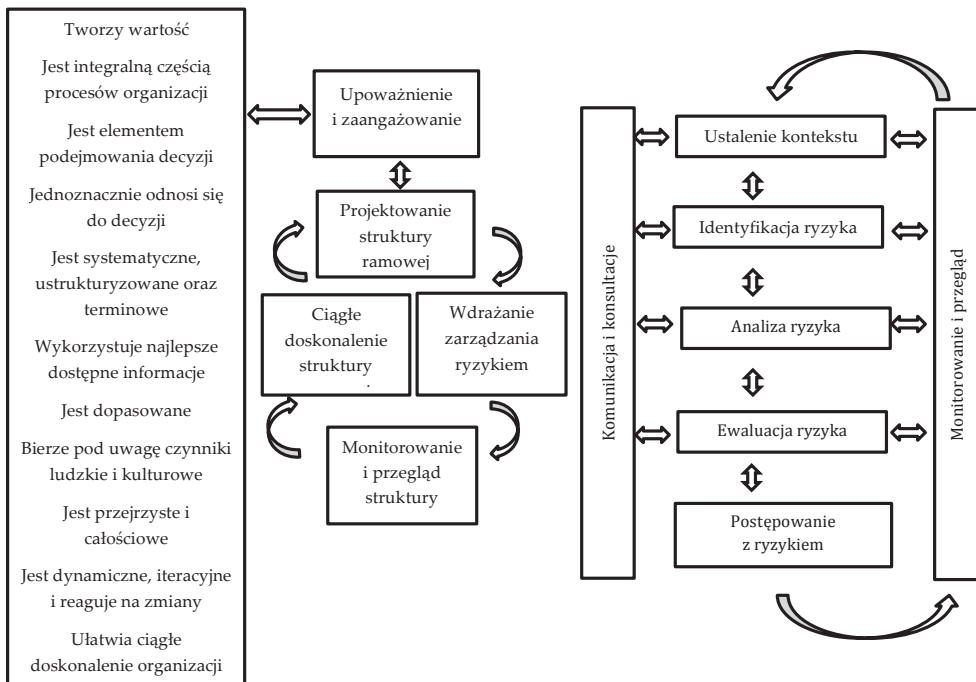 Tworzy wartość
Jest integralną częścią
procesów organizacji
Jest elementem
podejmowania decyzji
Jednoznacznie odnosi się
do decyzji
Jest systematyczne,
ustrukturyzowane oraz
terminowe
Wykorzystuje najlepsze
dostępne informacje
Jest dopasowane
Bierze pod uwagę czynniki
ludzkie i kulturowe
Jest przejrzyste i
całościowe
Jest dynamiczne, iteracyjne
i reaguje na zmiany
Ułatwia ciągłe
doskonalenie organizacji
Upoważnienie
i zaangażowanie
Projektowanie
struktury
ramowej
Ciągłe
doskonalenie
struktury
Wdrażanie
zarządzania
ryzykiem
Monitorowanie
i przegląd
struktury
Komunikacja i konsultacje
Ustalenie kontekstu
Identyfikacja ryzyka
Analiza ryzyka
Ewaluacja ryzyka
Postępowanie
z ryzykiem
Monitorowanie i przegląd